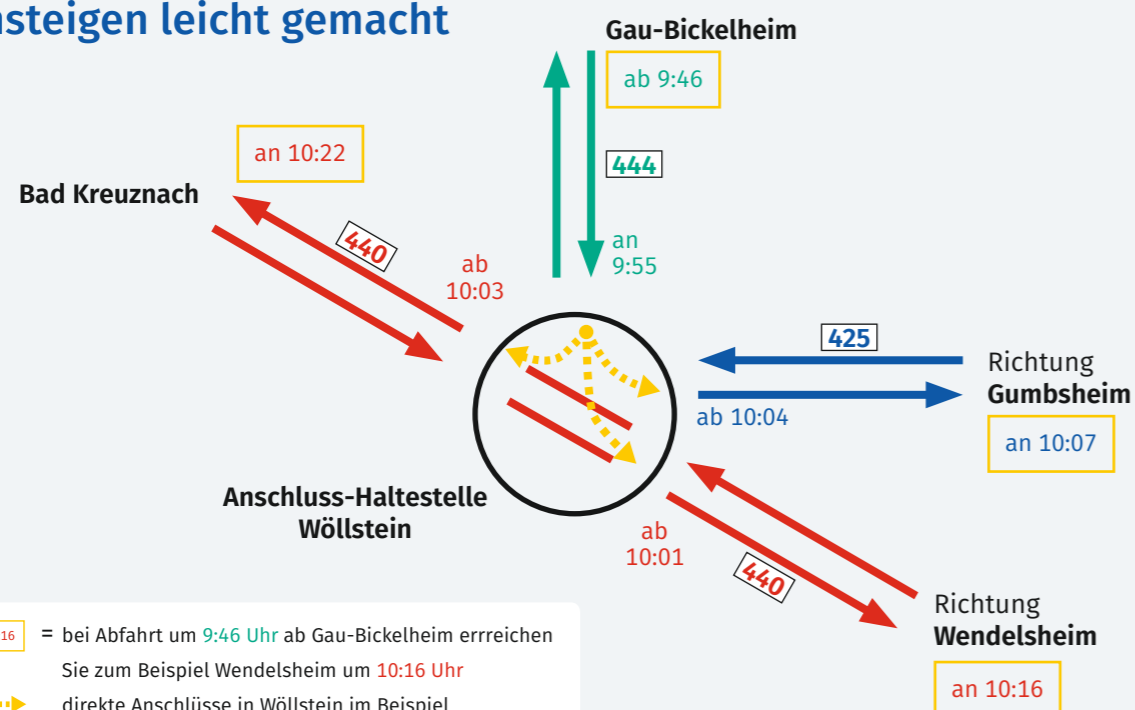 nsteigen leicht gemacht
Gau-Bickelheim
ab 9:46
an 10:22
444
Bad Kreuznach
440
an
9:55
ab
10:03
425
Richtung
Gumbsheim
ab 10:04
an 10:07
Anschluss-Haltestelle
Wöllstein
ab
10:01
440
Richtung
Wendelsheim
an 10:16
16 = bei Abfahrt um 9:46 Uhr ab Gau-Bickelheim errreichen
Sie zum Beispiel Wendelsheim um 10:16 Uhr
direkte Anschlüsse in Wöllstein im Beispiel